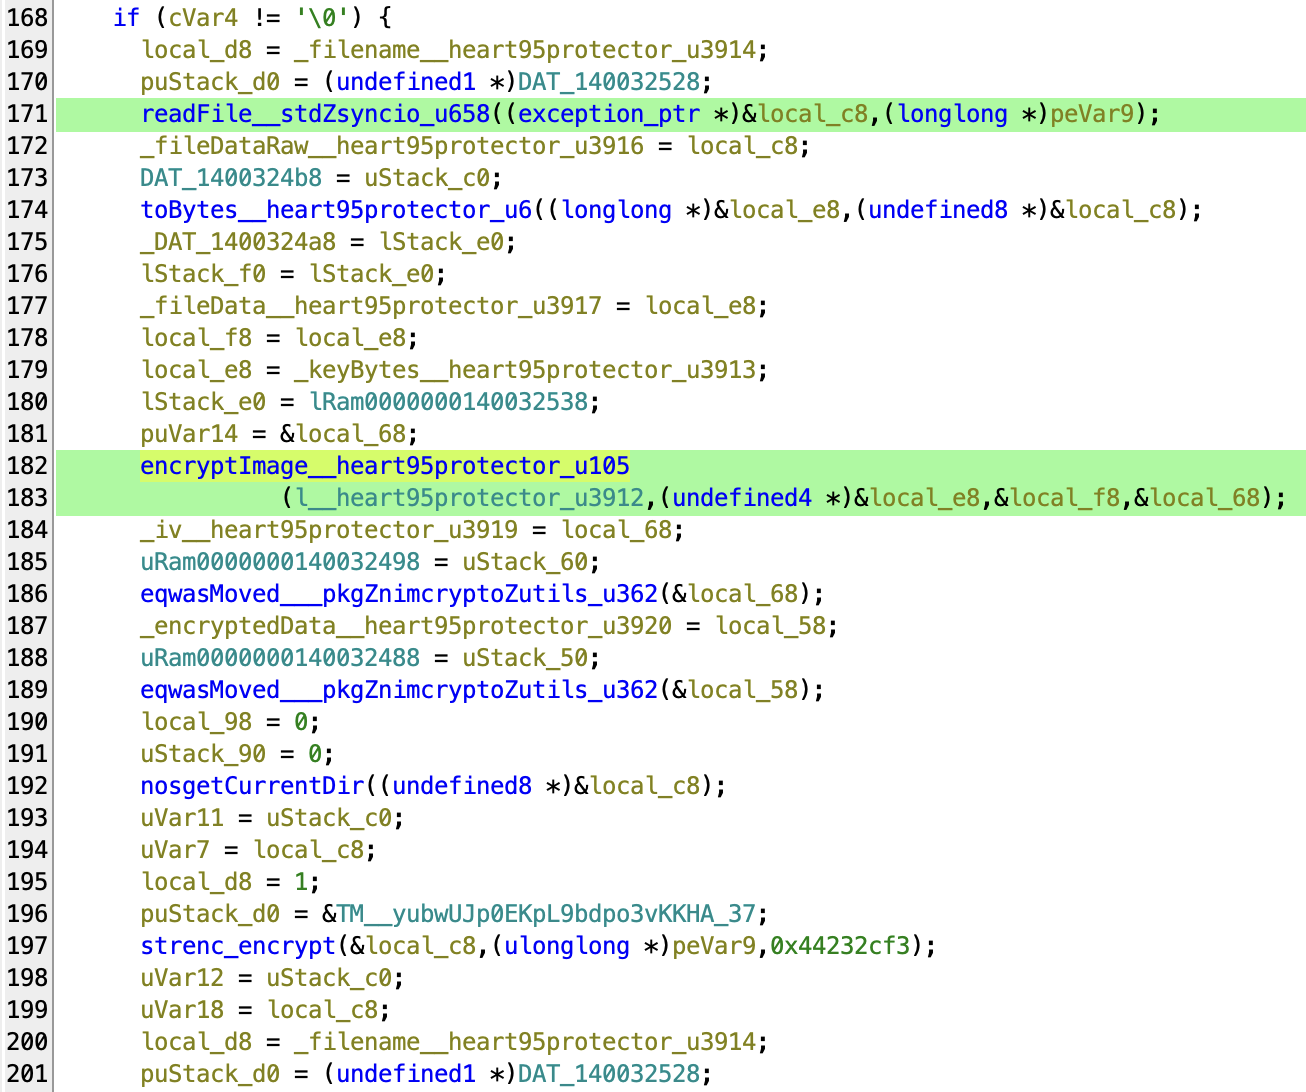 168 if (cVar4 != '\0') {
169 local_d8 = _filename__heart95protector_u3914;
170 puStack_d0 = (undefined1 *)DAT_140032528;
171 readFile__stdZsyncio_u658((exception_ptr *)&local_c8,(longlong *)peVar9);
172 _fileDataRaw__heart95protector_u3916 = local_c8;
173 DAT_1400324b8 = uStack_c0;
174 toBytes__heart95protector_u6((longlong *)&local_e8,(undefined8 *)&local_c8);
175 _DAT_1400324a8 = lStack_e0;
176 lStack_f0 = lStack_e0;
177 _fileData__heart95protector_u3917 = local_e8;
178 local_f8 = local_e8;
179 local_e8 = _keyBytes__heart95protector_u3913;
180 lStack_e0 = lRam0000000140032538;
181 puVar14 = &local_68;
182 encryptImage__heart95protector_u105
183 (l__heart95protector_u3912,(undefined4 *)&local_e8,&local_f8,&local_68);
184 _iv__heart95protector_u3919 = local_68;
185 uRam0000000140032498 = uStack_60;
186 eqwasMoved___pkgZnimcryptoZutils_u362(&local_68);
187 _encryptedData__heart95protector_u3920 = local_58;
188 uRam0000000140032488 = uStack_50;
189 eqwasMoved___pkgZnimcryptoZutils_u362(&local_58);
190 local_98 = 0;
191 uStack_90 = 0;
192 nosgetCurrentDir((undefined8 *)&local_c8);
193 uVar11 = uStack_c0;
194 uVar7 = local_c8;
195 local_d8 = 1;
196 puStack_d0 = &TM__yubwUJp0EKpL9bdpo3vKKHA_37;
197 strenc_encrypt(&local_c8,(ulonglong *)peVar9,0x44232cf3);
198 uVar12 = uStack_c0;
199 uVar18 = local_c8;
200 local_d8 = _filename__heart95protector_u3914;
201 puStack_d0 = (undefined1 *)DAT_140032528;